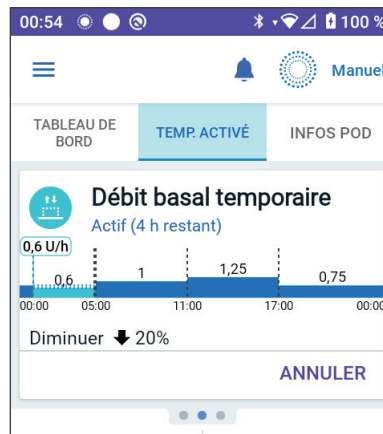 00:54 100 %
Manuel
TABLEAU DE
BORD
TEMP. ACTIVÉ
INFOS POD
Débit basal temporaire
Actif (4 h restant)
0,6 U/h
0,6 1 1,25 0,75
00:00 05:00 11:00 17:00 00:00
Diminuer 20%
ANNULER